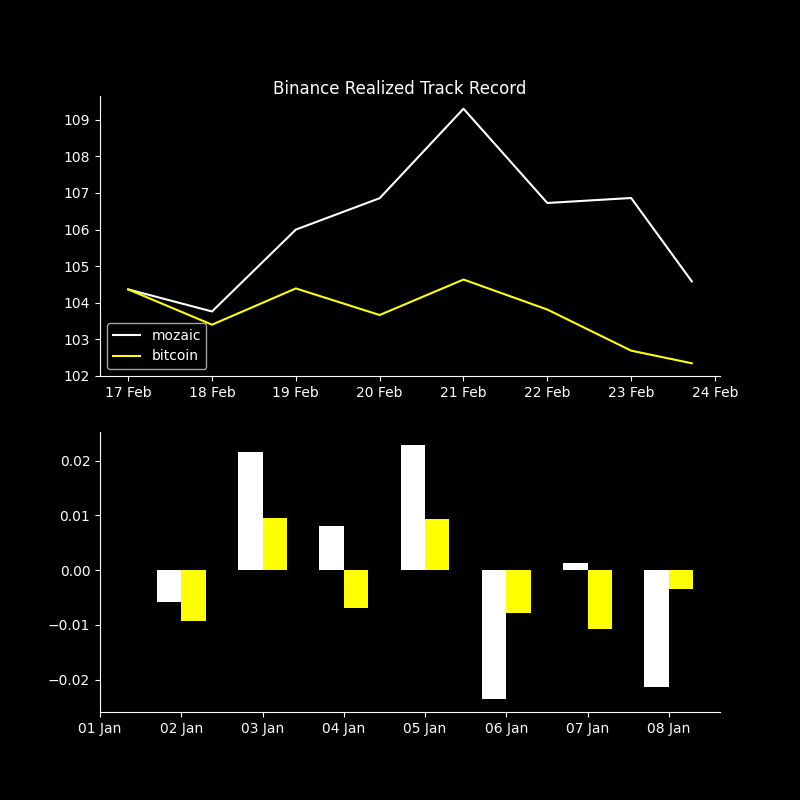 Binance Realized Track Record
109
108
107
106
105
104
103
102
mozaic
bitcoin
17 Feb 18 Feb 19 Feb 20 Feb 21 Feb 22 Feb 23 Feb 24 Feb
0.02
0.01
0.00
−0.01
−0.02
01 Jan 02 Jan 03 Jan 04 Jan 05 Jan 06 Jan 07 Jan 08 Jan